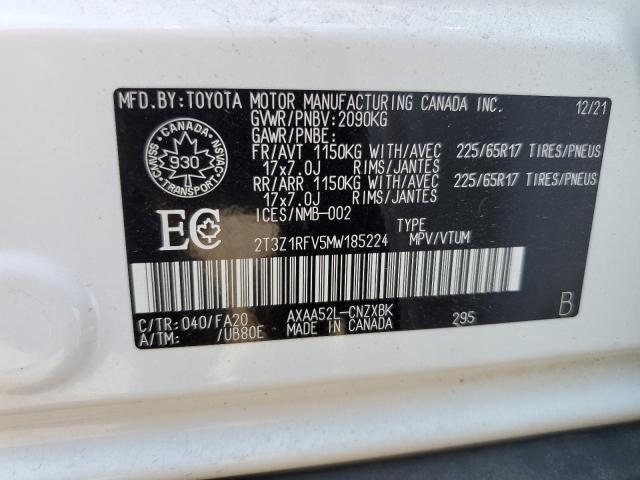 MFD.BY:TOYOTA MOTOR MANUFACTURING CANADA INC. 12/21
GVWR/PNBV:2090KG
GAWR/PNBE:
FR/AVT 1150KG WITH/AVEC 225/65R17 TIRES/PNEUS
17x7.0J RIMS/JANTES
RR/ARR 1150KG WITH/AVEC 225/65R17 TIRES/PNEUS
17x7.0J RIMS/JANTES
ICES/NMB-002
CANADA
CMVSS 930 NSVAC
TRANSPORT
EC
2T3Z1RFV5MW185224 TYPE MPV/VTUM
C/TR:040/FA20 AXAA52L-CNZXBK 295 B
A/TM: /UB80E MADE IN CANADA